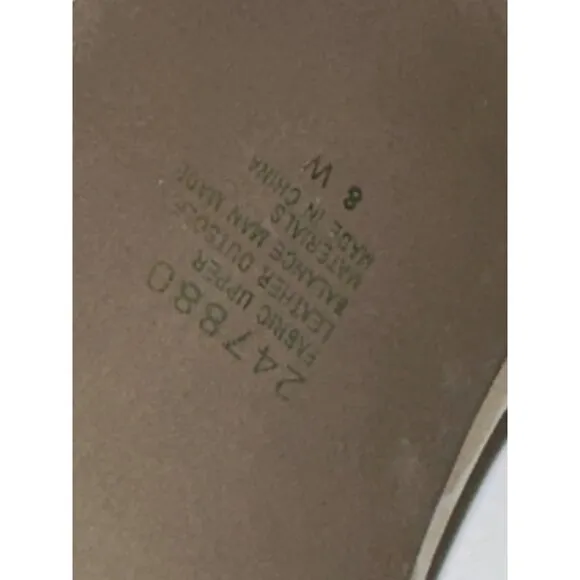 247880
FABRIC UPPER
LEATHER OUTSOLE
BALANCE MAN MADE
MATERIALS
MADE IN CHINA
8 W